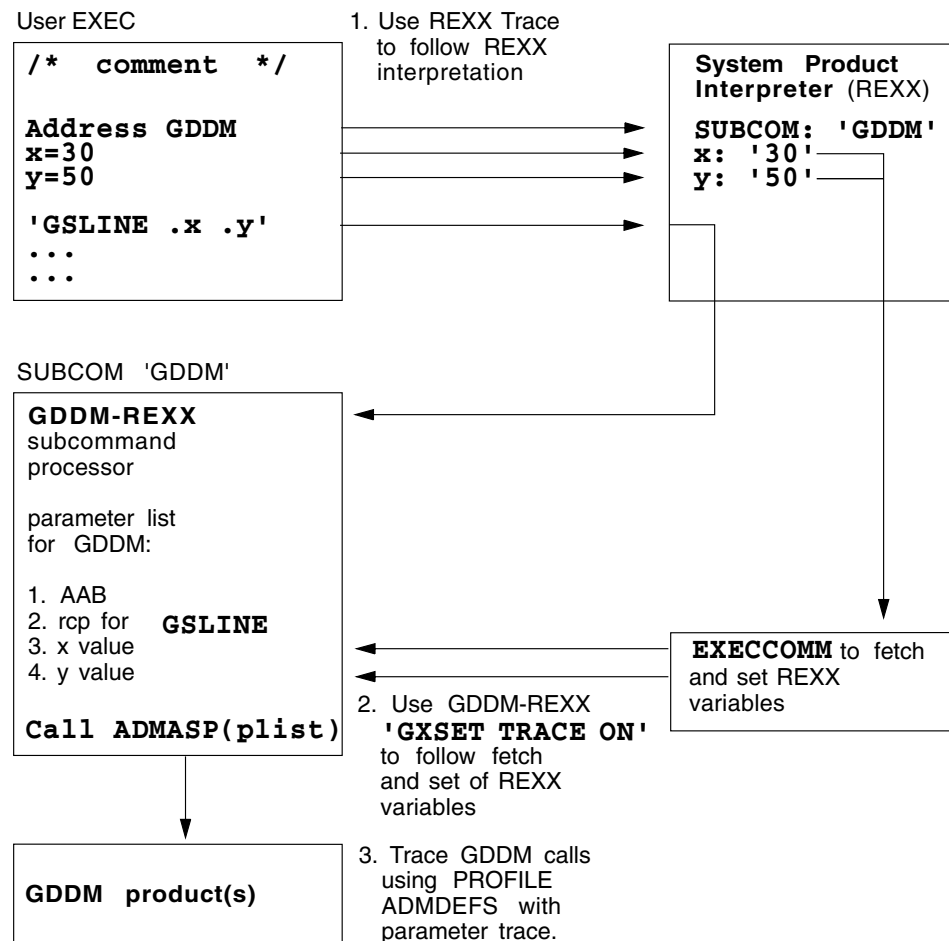 User EXEC
/* comment */
Address GDDM
x=30
y=50
'GSLINE .x .y'
...
...
1. Use REXX Trace
to follow REXX
interpretation
System Product
Interpreter (REXX)
SUBCOM: 'GDDM'
x: '30'
y: '50'
SUBCOM 'GDDM'
GDDM-REXX
subcommand
processor
parameter list
for GDDM:
1. AAB
2. rcp for GSLINE
3. x value
4. y value
Call ADMASP(plist)
EXECCOMM to fetch
and set REXX
variables
2. Use GDDM-REXX
'GXSET TRACE ON'
to follow fetch
and set of REXX
variables
GDDM product(s)
3. Trace GDDM calls
using PROFILE
ADMDEFS with
parameter trace.